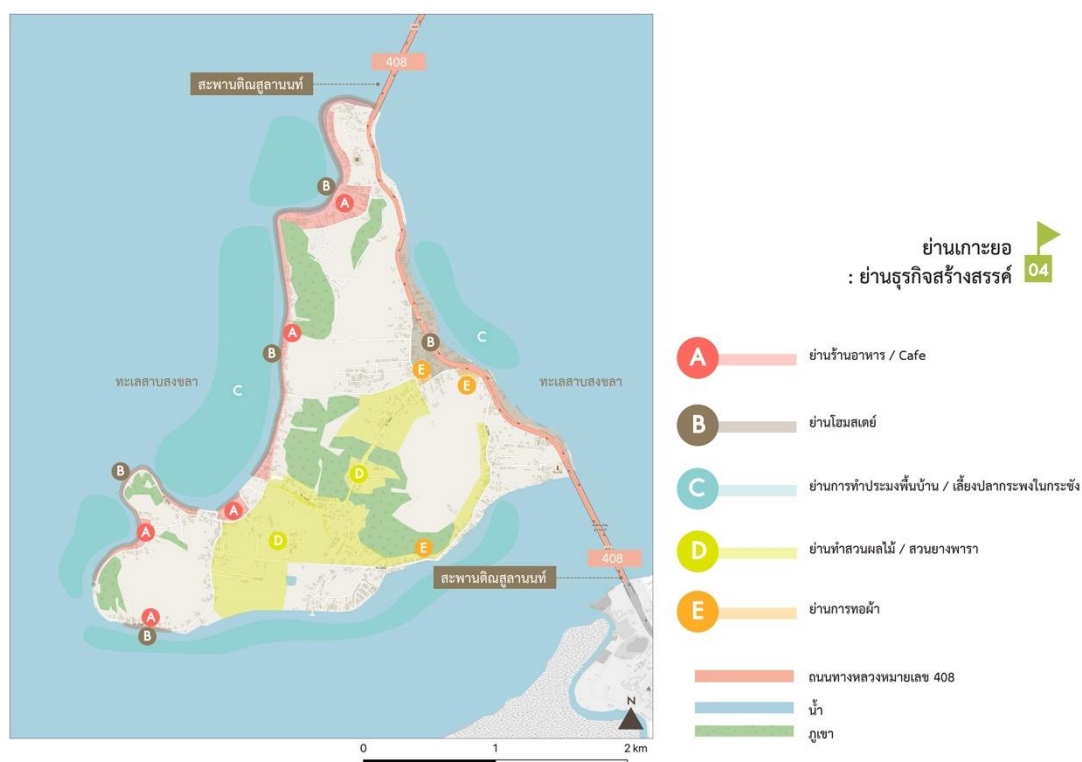 408
สะพานติณสูลานนท์
B
A
ย่านเกาะยอ
: ย่านธุรกิจสร้างสรรค์
04
C
B
A
B
E
E
ทะเลสาบสงขลา
C
ทะเลสาบสงขลา
B
D
A
A
D
E
408
สะพานติณสูลานนท์
A
B
N
0 1 2 km
A ย่านร้านอาหาร / Cafe
B ย่านโฮมสเตย์
C ย่านการทำประมงพื้นบ้าน / เลี้ยงปลากระพงในกระชัง
D ย่านทำสวนผลไม้ / สวนยางพารา
E ย่านการทอผ้า
ถนนทางหลวงหมายเลข 408
น้ำ
ภูเขา